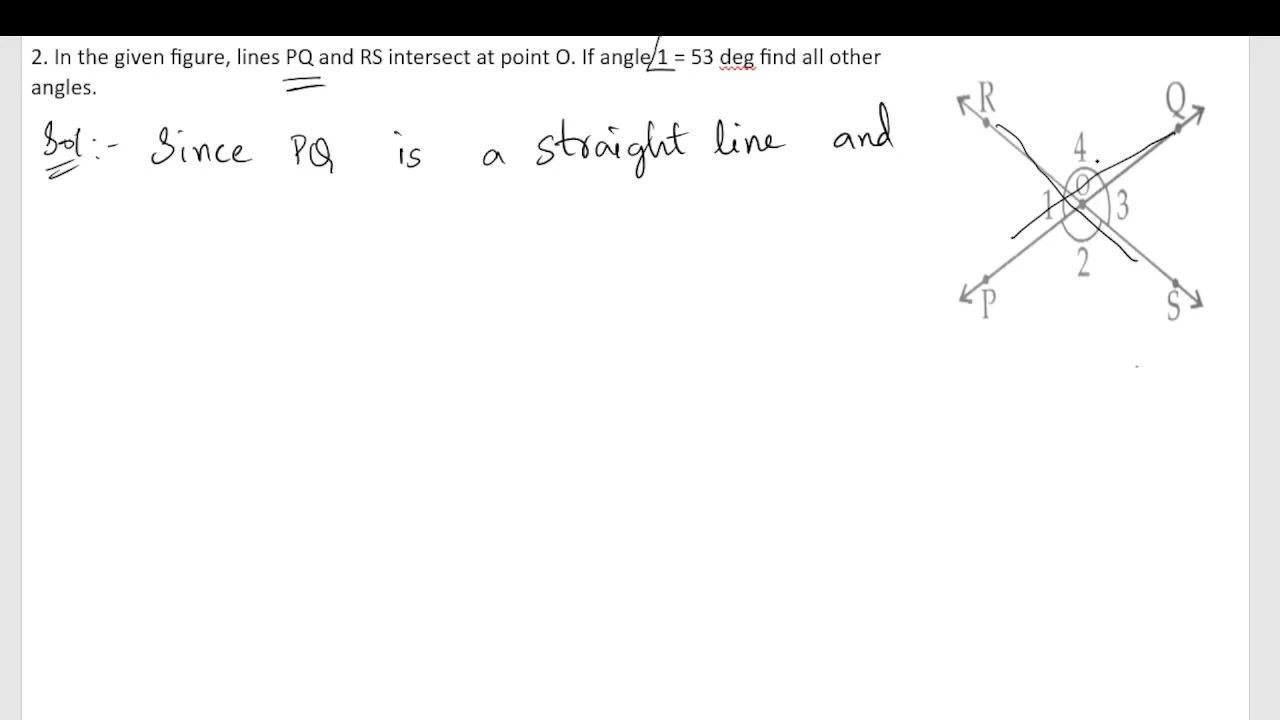 2. In the given figure, lines PQ and RS intersect at point O. If angle 1 = 53 deg find all other
angles.
Sol :- Since PQ is a straight line and
R Q
4
O
1 3
2
P S